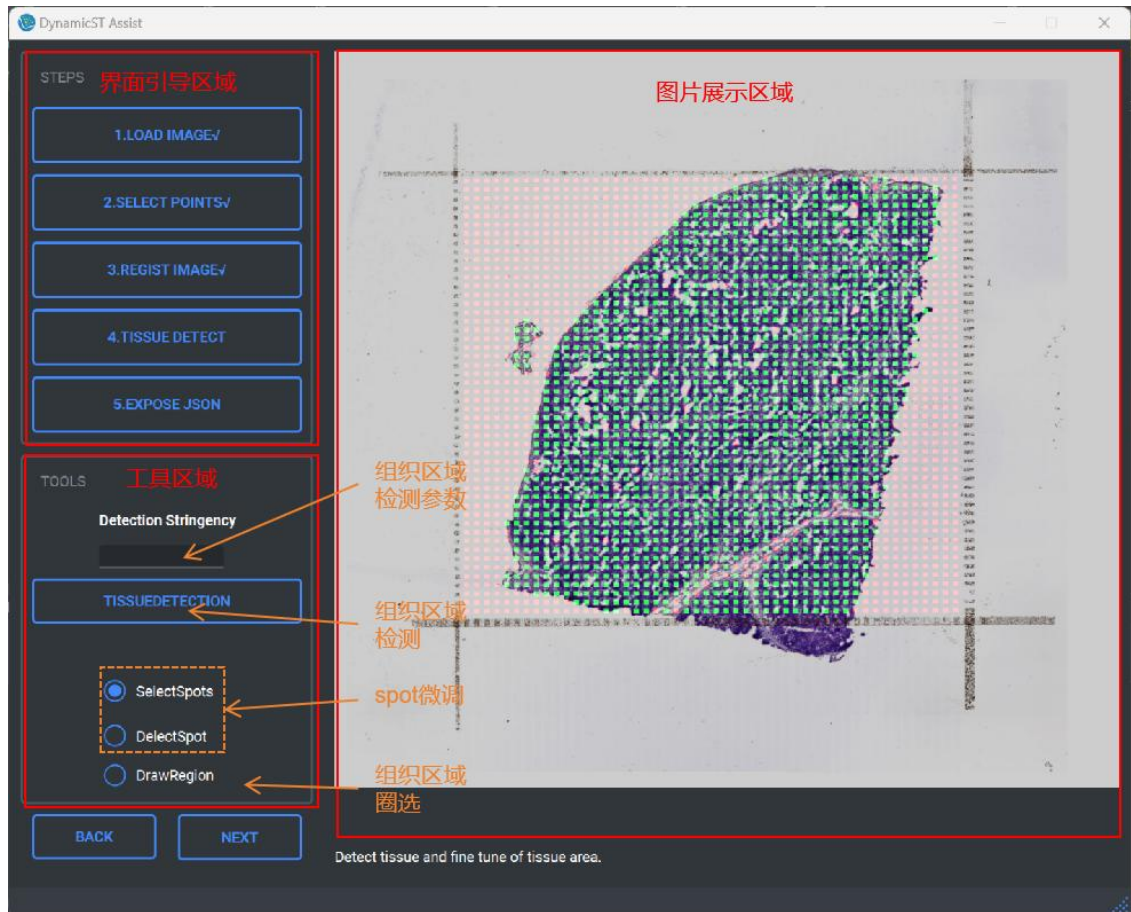 DynamicST Assist
STEPS
界面引导区域
图片展示区域
1.LOAD IMAGE√
2.SELECT POINTS√
3.REGIST IMAGE√
4.TISSUE DETECT
5.EXPOSE JSON
TOOLS
工具区域
组织区域
检测参数
Detection Stringency
TISSUEDETECTION
组织区域
检测
SelectSpots
spot微调
DelectSpot
DrawRegion
组织区域
圈选
BACK
NEXT
Detect tissue and fine tune of tissue area.